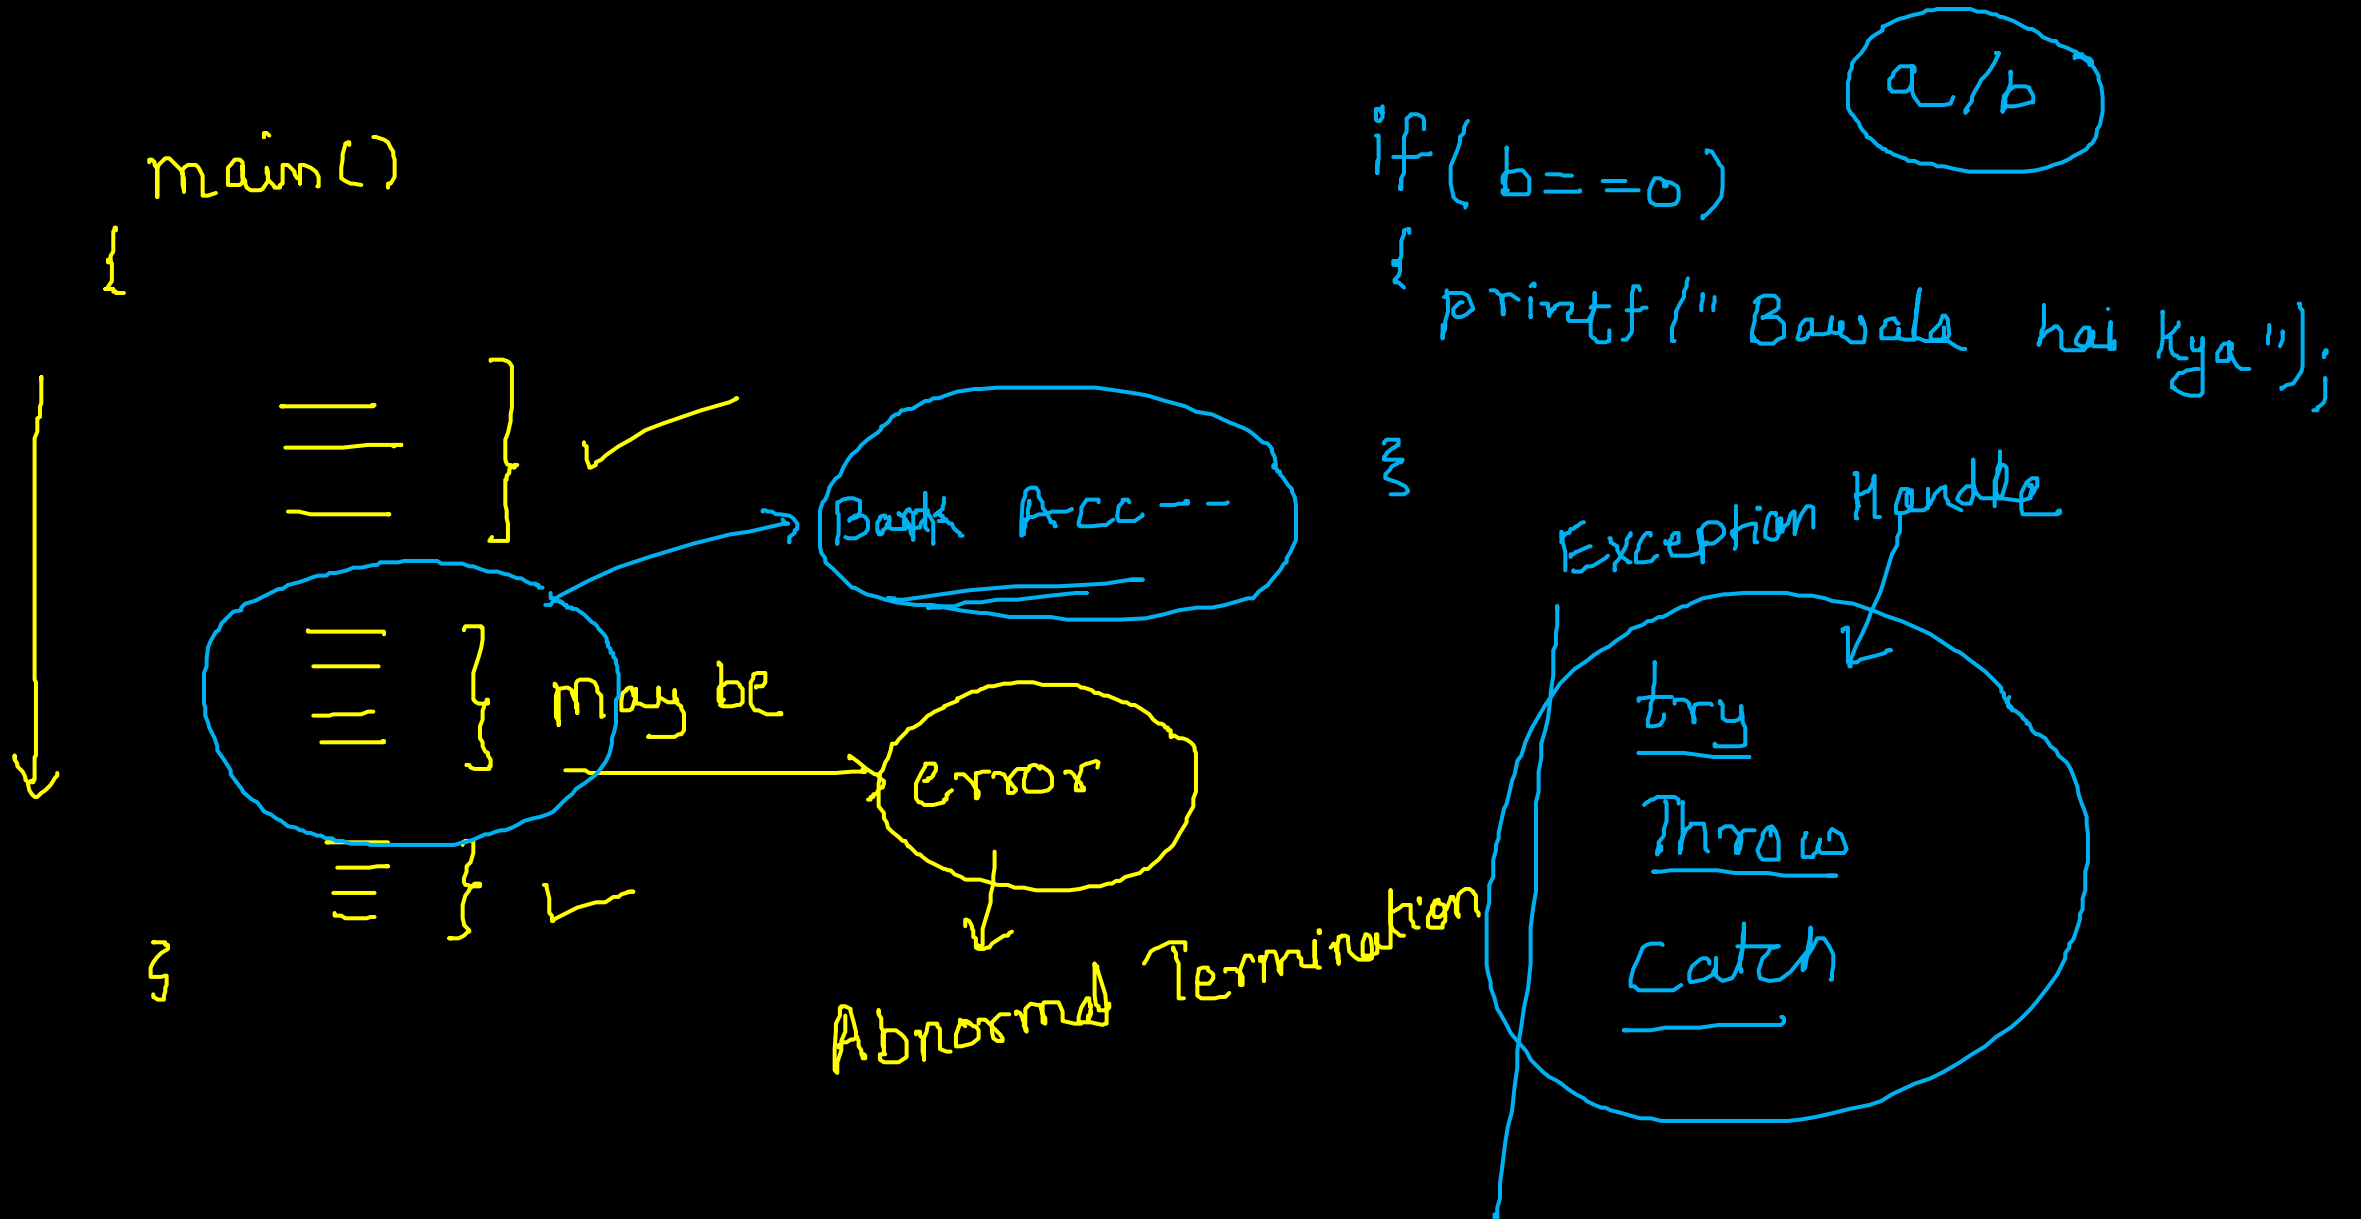 main()
{
✓
may be
error
Abnormal Termination
✓
}
Bank Acc---
a/b
if(b==0)
{
printf("Bawala hai kya");
}
Exception Handle
try
Throw
Catch